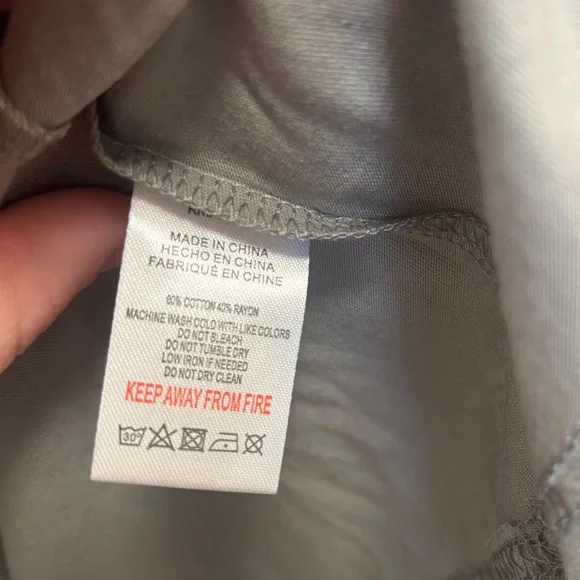 MADE IN CHINA
HECHO EN CHINA
FABRIQUÉ EN CHINE
60% COTTON 40% RAYON
MACHINE WASH COLD WITH LIKE COLORS
DO NOT BLEACH
DO NOT TUMBLE DRY
LOW IRON IF NEEDED
DO NOT DRY CLEAN
KEEP AWAY FROM FIRE
30°